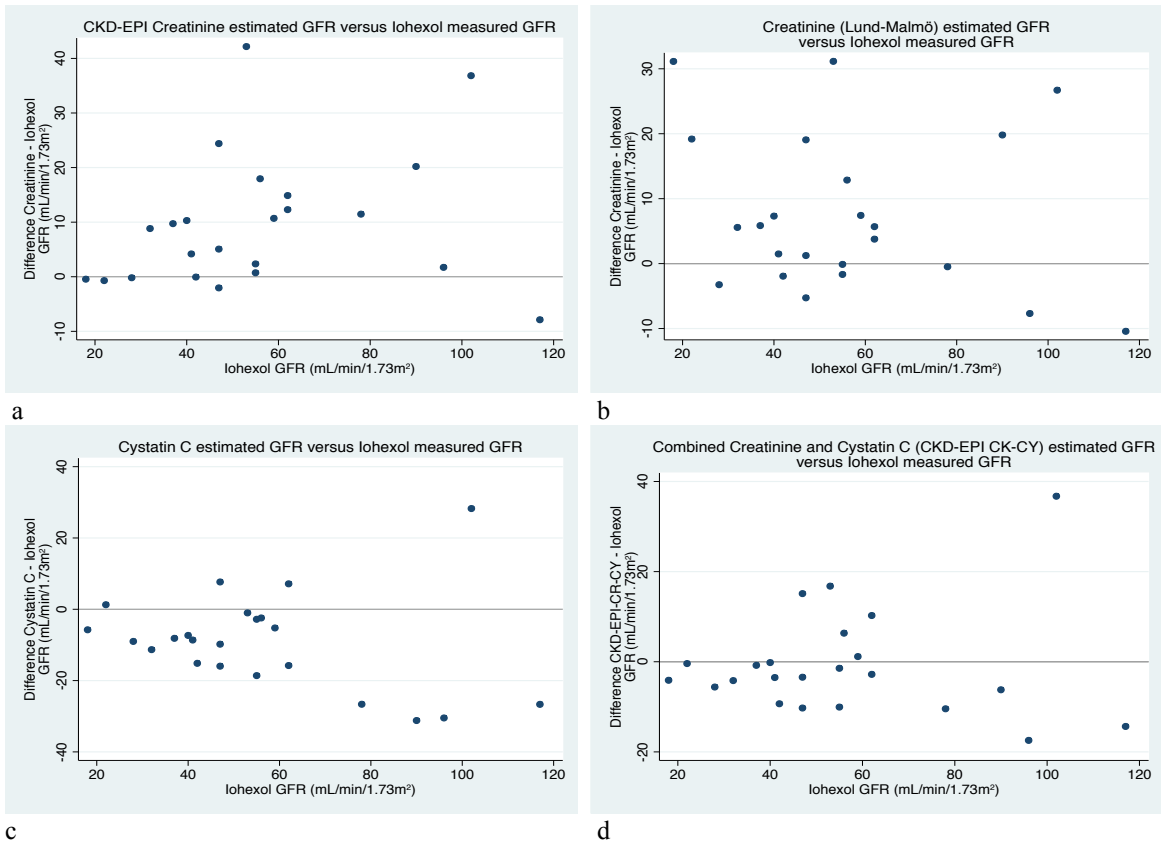 CKD-EPI Creatinine estimated GFR versus Iohexol measured GFR
Difference Creatinine - Iohexol
GFR (mL/min/1.73m²)
40
30
20
10
0
-10
20
40
60
80
100
120
Iohexol GFR (mL/min/1.73m²)
a
Creatinine (Lund-Malmö) estimated GFR
versus Iohexol measured GFR
Difference Creatinine - Iohexol
GFR (mL/min/1.73m²)
30
20
10
0
-10
20
40
60
80
100
120
Iohexol GFR (mL/min/1.73m²)
b
Cystatin C estimated GFR versus Iohexol measured GFR
Difference Cystatin C - Iohexol
GFR (mL/min/1.73m²)
40
20
0
-20
-40
20
40
60
80
100
120
Iohexol GFR (mL/min/1.73m²)
c
Combined Creatinine and Cystatin C (CKD-EPI CK-CY) estimated GFR
versus Iohexol measured GFR
Difference CKD-EPI-CR-CY - Iohexol
GFR (mL/min/1.73m²)
40
20
0
-20
20
40
60
80
100
120
Iohexol GFR (mL/min/1.73m²)
d